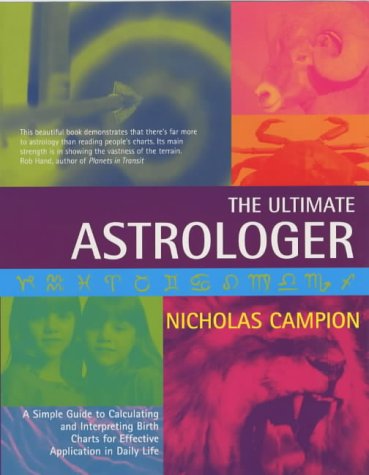 This beautiful book demonstrates that there's far more
to astrology than reading people's charts. Its main
strength is in showing the vastness of the terrain.
Rob Hand, author of Planets in Transit
THE ULTIMATE
ASTROLOGER
♑ ♒ ♓ ♈ ♉ ♊ ♋ ♌ ♍ ♎ ♏ ♐
NICHOLAS CAMPION
A Simple Guide to Calculating
and Interpreting Birth
Charts for Effective
Application in Daily Life